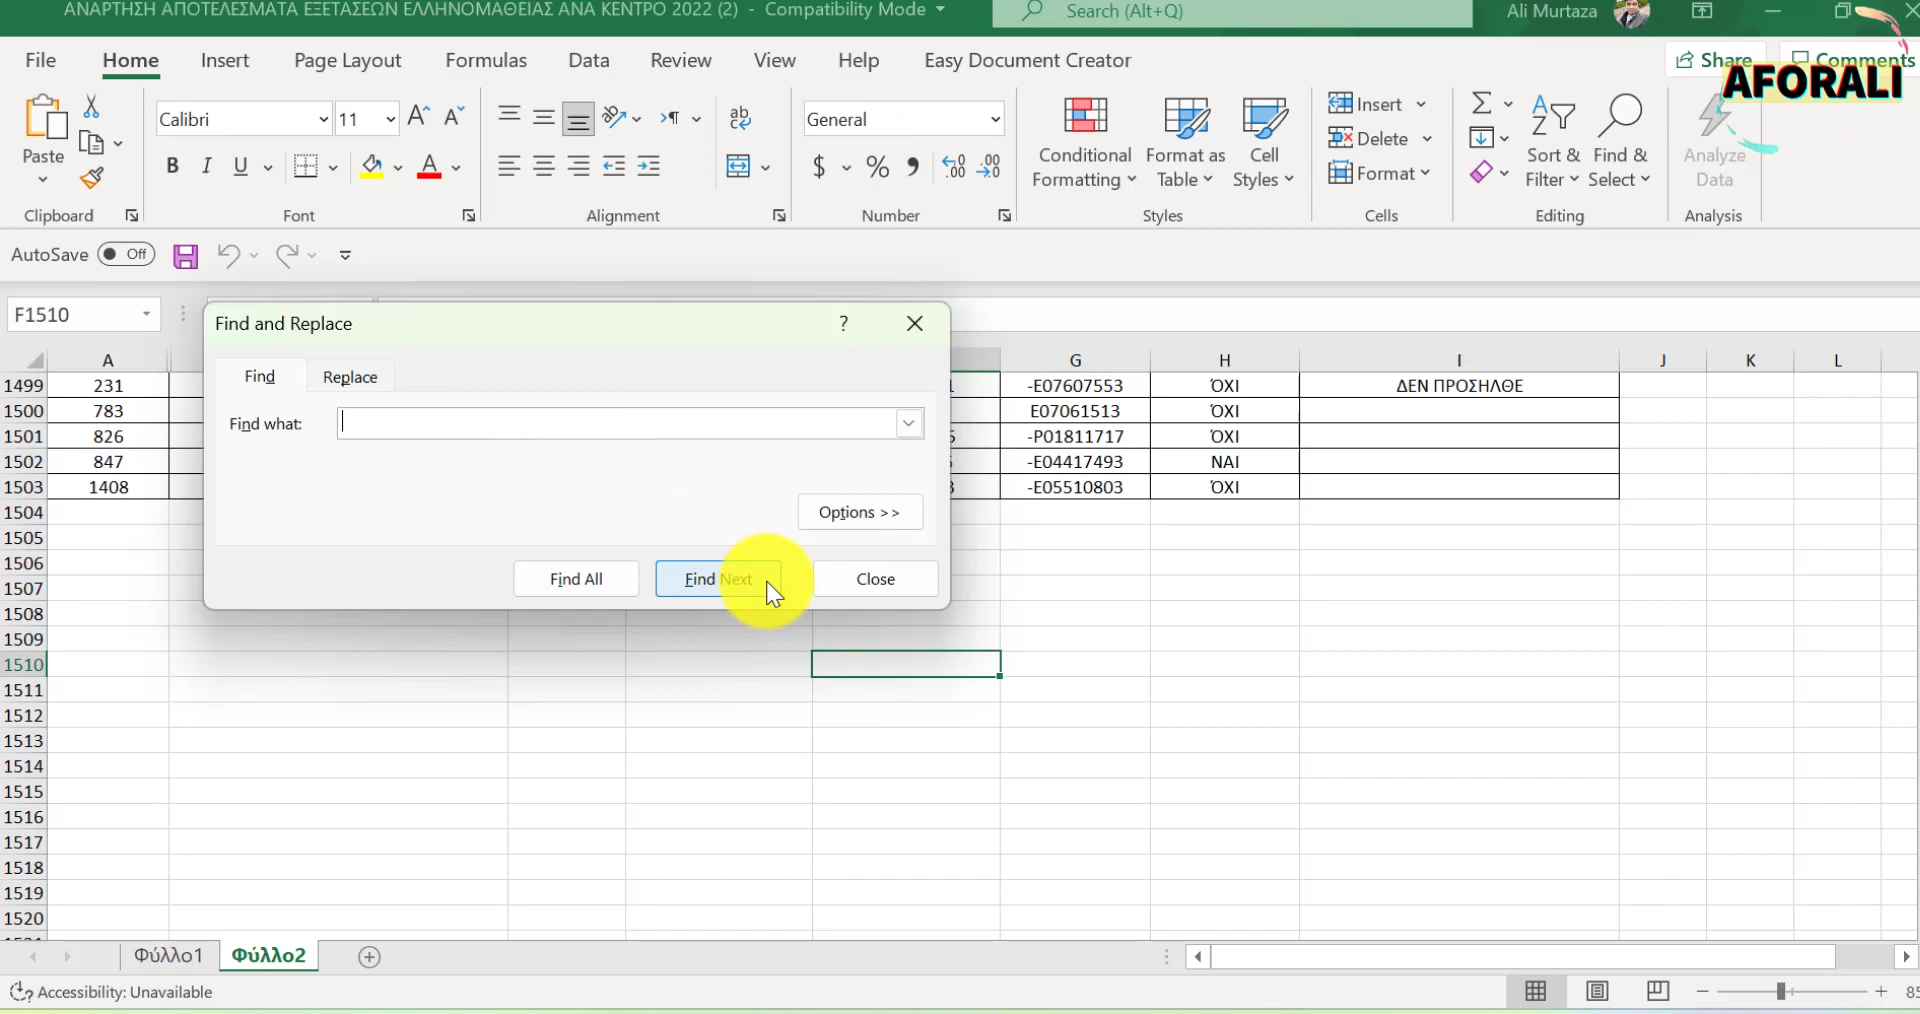 ΑΝΑΡΤΗΣΗ ΑΠΟΤΕΛΕΣΜΑΤΑ ΕΞΕΤΑΣΕΩΝ ΕΛΛΗΝΟΜΑΘΕΙΑΣ ΑΝΑ ΚΕΝΤΡΟ 2022 (2) - Compatibility Mode
Search (Alt+Q)
Ali Murtaza
File Home Insert Page Layout Formulas Data Review View Help Easy Document Creator
Share Comments
AFORALI
Calibri 11 General
Paste
B I U
Conditional Formatting
Format as Table
Cell Styles
Insert
Delete
Format
Sort & Filter
Find & Select
Analyze Data
Clipboard Font Alignment Number Styles Cells Editing Analysis
AutoSave Off
F1510
Find and Replace ?
Find Replace
Find what:
Options >>
Find All Find Next Close
A G H I J K L
1499 231 1 -E07607553 ΌΧΙ ΔΕΝ ΠΡΟΣΗΛΘΕ
1500 783 E07061513 ΌΧΙ
1501 826 -P01811717 ΌΧΙ
1502 847 -E04417493 ΝΑΙ
1503 1408 3 -E05510803 ΌΧΙ
1504
1505
1506
1507
1508
1509
1510
1511
1512
1513
1514
1515
1516
1517
1518
1519
1520
Φύλλο1 Φύλλο2
Accessibility: Unavailable